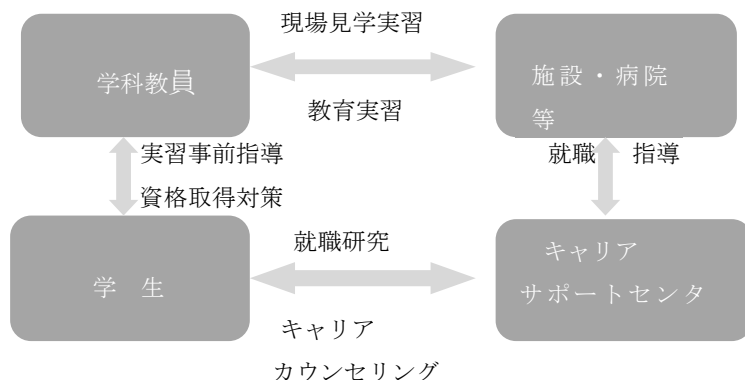 現場見学実習
学科教員
施設・病院
等
教育実習
実習事前指導
資格取得対策
就職 指導
学 生
就職研究
キャリア
サポートセンタ
キャリア
カウンセリング